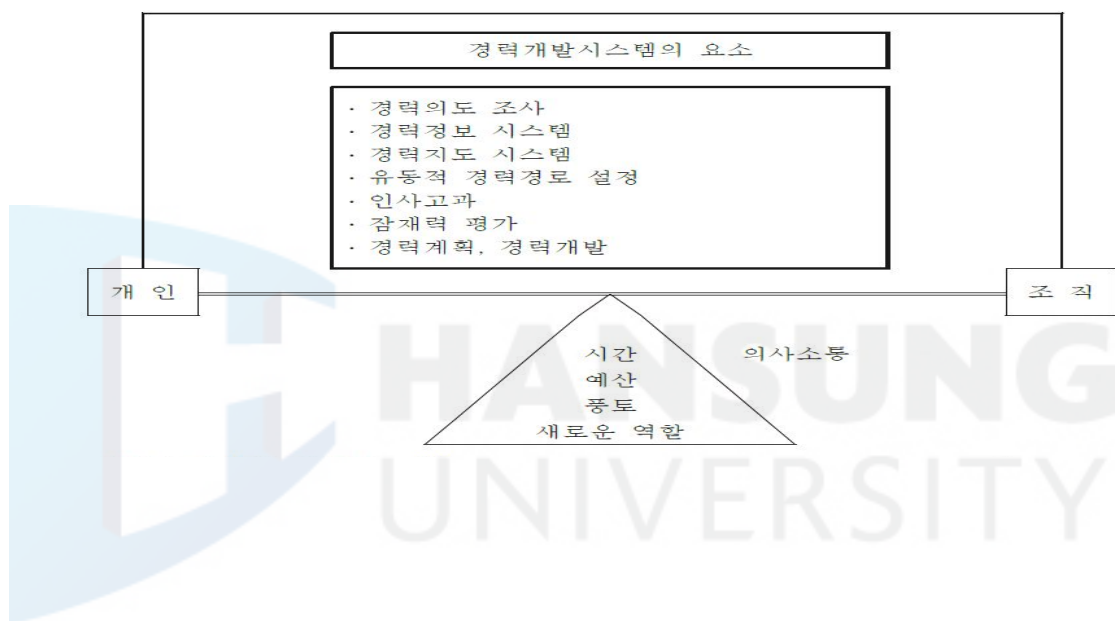 경력개발시스템의 요소
· 경력의도 조사
· 경력정보 시스템
· 경력지도 시스템
· 유동적 경력경로 설정
· 인사고과
· 잠재력 평가
· 경력계획, 경력개발
개 인
조 직
시간
의사소통
예산
풍토
새로운 역할
HANSUNG
UNIVERSITY